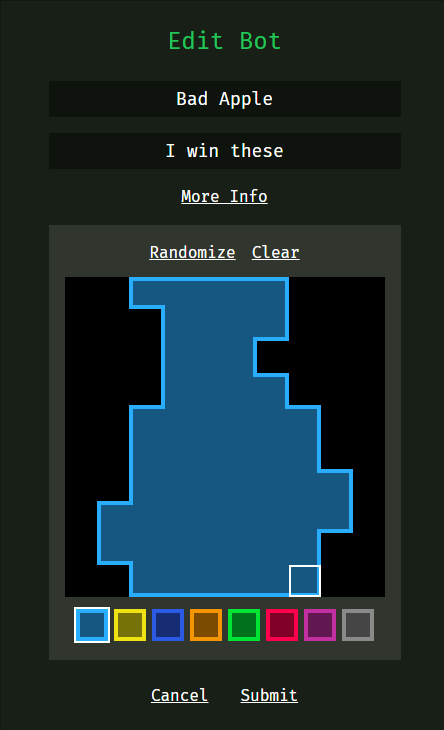 Edit Bot
Bad Apple
I win these
More Info
Randomize Clear
Cancel Submit